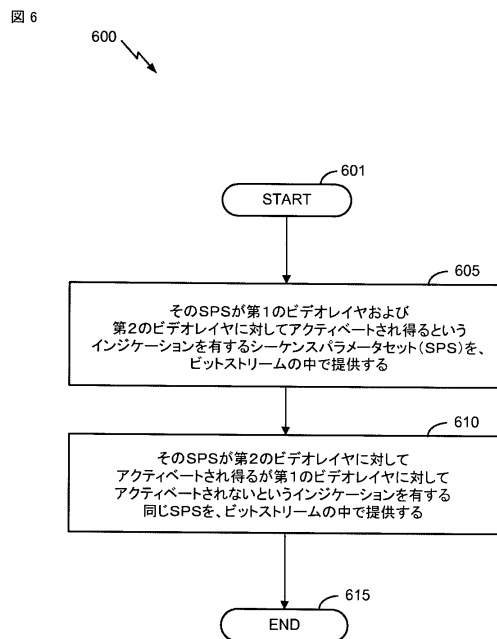 図 6
600
601
START
605
そのSPSが第1のビデオレイヤおよび
第2のビデオレイヤに対してアクティベートされ得るという
インジケーションを有するシーケンスパラメータセット(SPS)を、
ビットストリームの中で提供する
610
そのSPSが第2のビデオレイヤに対して
アクティベートされ得るが第1のビデオレイヤに対して
アクティベートされないというインジケーションを有する
同じSPSを、ビットストリームの中で提供する
615
END